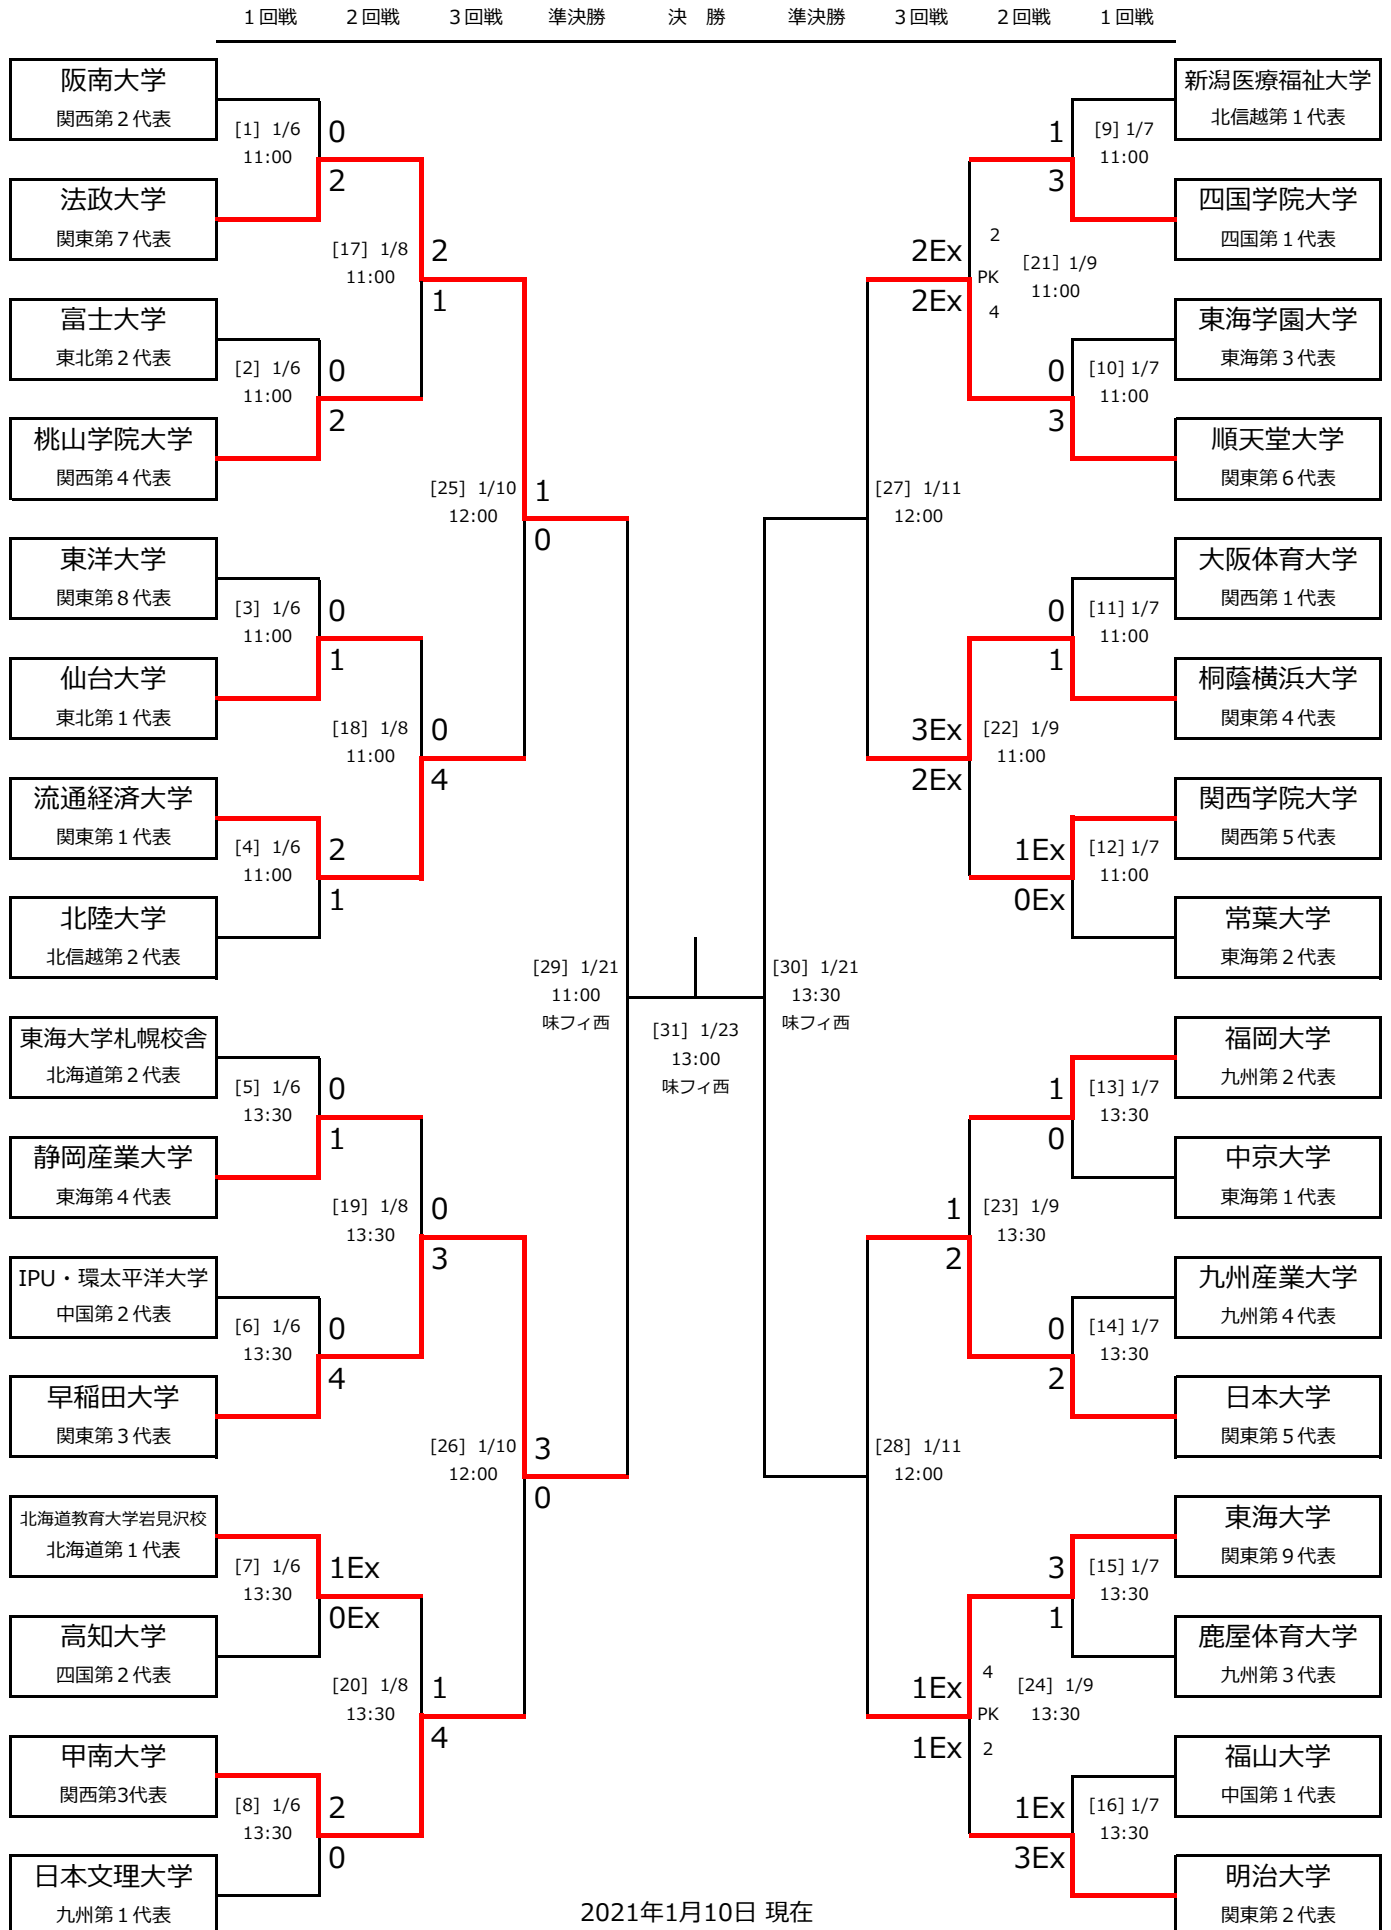 1回戦 2回戦 3回戦 準決勝 決 勝 準決勝 3回戦 2回戦 1回戦
阪南大学
関西第2代表
[1] 1/6
11:00
0
2
法政大学
関東第7代表
[17] 1/8
11:00
2
1
富士大学
東北第2代表
[2] 1/6
11:00
0
2
桃山学院大学
関西第4代表
[25] 1/10
12:00
1
0
東洋大学
関東第8代表
[3] 1/6
11:00
0
1
仙台大学
東北第1代表
[18] 1/8
11:00
0
4
流通経済大学
関東第1代表
[4] 1/6
11:00
2
1
北陸大学
北信越第2代表
[29] 1/21
11:00
味フィ西
東海大学札幌校舎
北海道第2代表
[5] 1/6
13:30
0
1
静岡産業大学
東海第4代表
[19] 1/8
13:30
0
3
IPU・環太平洋大学
中国第2代表
[6] 1/6
13:30
0
4
早稲田大学
関東第3代表
[26] 1/10
12:00
3
0
北海道教育大学岩見沢校
北海道第1代表
[7] 1/6
13:30
1Ex
0Ex
高知大学
四国第2代表
[20] 1/8
13:30
1
4
甲南大学
関西第3代表
[8] 1/6
13:30
2
0
日本文理大学
九州第1代表
[31] 1/23
13:00
味フィ西
新潟医療福祉大学
北信越第1代表
1
3
[9] 1/7
11:00
四国学院大学
四国第1代表
2Ex
2Ex
2
PK
4
[21] 1/9
11:00
東海学園大学
東海第3代表
0
3
[10] 1/7
11:00
順天堂大学
関東第6代表
[27] 1/11
12:00
大阪体育大学
関西第1代表
0
1
[11] 1/7
11:00
桐蔭横浜大学
関東第4代表
3Ex
2Ex
[22] 1/9
11:00
関西学院大学
関西第5代表
1Ex
0Ex
[12] 1/7
11:00
常葉大学
東海第2代表
[30] 1/21
13:30
味フィ西
福岡大学
九州第2代表
1
0
[13] 1/7
13:30
中京大学
東海第1代表
1
2
[23] 1/9
13:30
九州産業大学
九州第4代表
0
2
[14] 1/7
13:30
日本大学
関東第5代表
[28] 1/11
12:00
東海大学
関東第9代表
3
1
[15] 1/7
13:30
鹿屋体育大学
九州第3代表
1Ex
1Ex
4
PK
2
[24] 1/9
13:30
福山大学
中国第1代表
1Ex
3Ex
[16] 1/7
13:30
明治大学
関東第2代表
2021年1月10日 現在